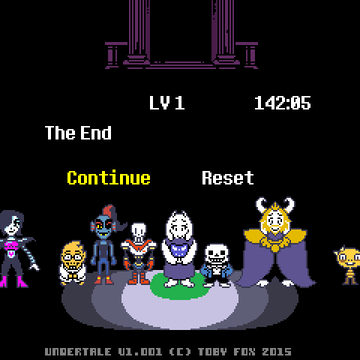 LV 1 142:05
The End
Continue Reset
UNDERTALE V1.001 (C) TOBY FOX 2015